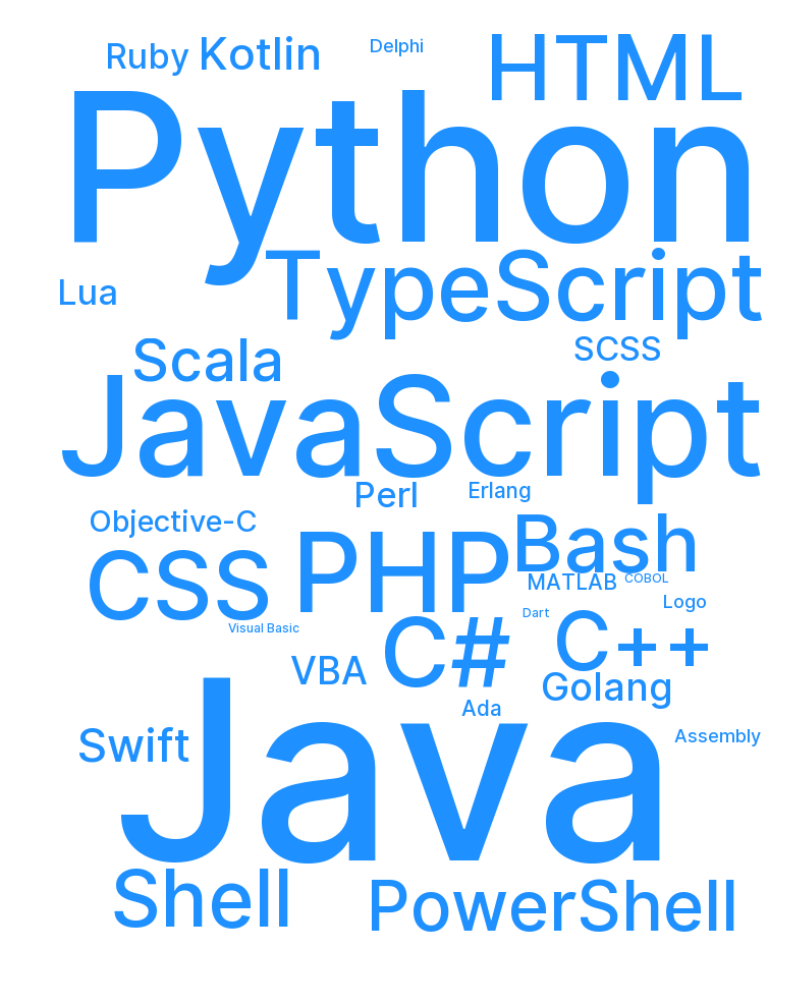 Ruby Kotlin Delphi HTML
Python
TypeScript
Lua
Scala SCSS
JavaScript
Perl Erlang
Objective-C Bash
CSS PHP
MATLAB COBOL
Logo
Dart
Visual Basic C# C++
VBA Golang
Ada
Swift Assembly
Java
Shell PowerShell